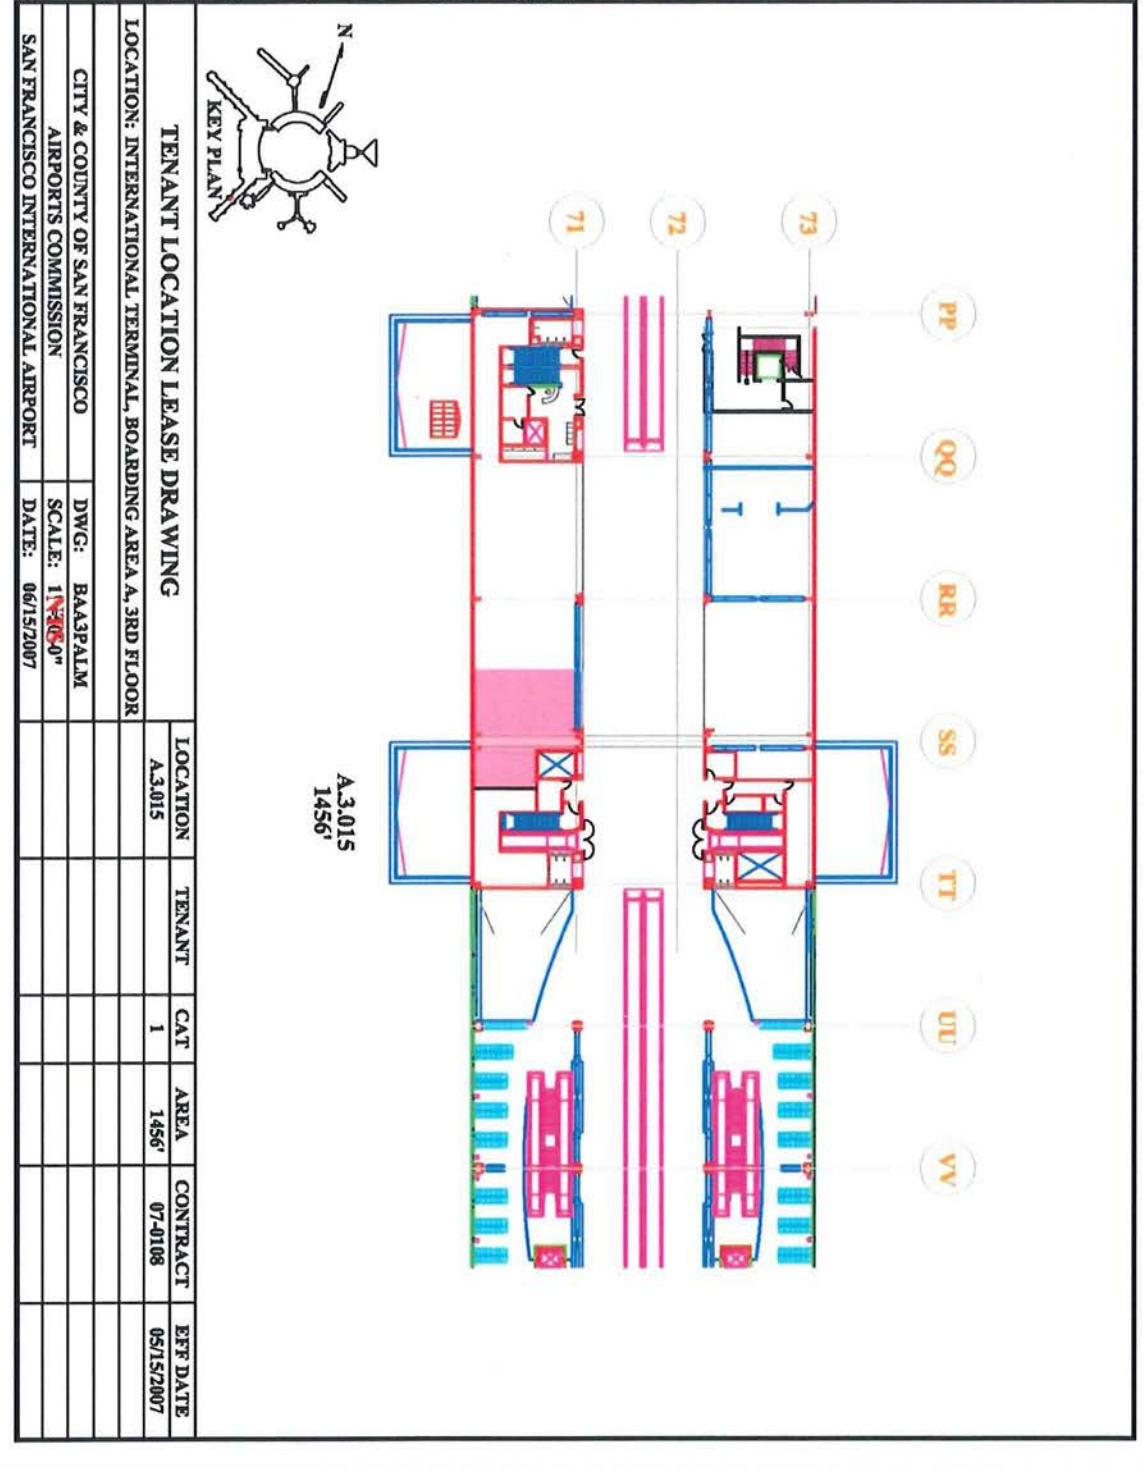 PP
QQ
RR
SS
TT
UU
VV
73
72
71
A.3.015
1456'
N
KEY PLAN
TENANT LOCATION LEASE DRAWING
LOCATION: INTERNATIONAL TERMINAL, BOARDING AREA A, 3RD FLOOR
CITY & COUNTY OF SAN FRANCISCO
AIRPORTS COMMISSION
SAN FRANCISCO INTERNATIONAL AIRPORT
DWG: BAA3PALM
SCALE:
DATE: 06/15/2007
LOCATION TENANT CAT AREA CONTRACT EFF DATE
A.3.015 1 1456' 07-0108 05/15/2007